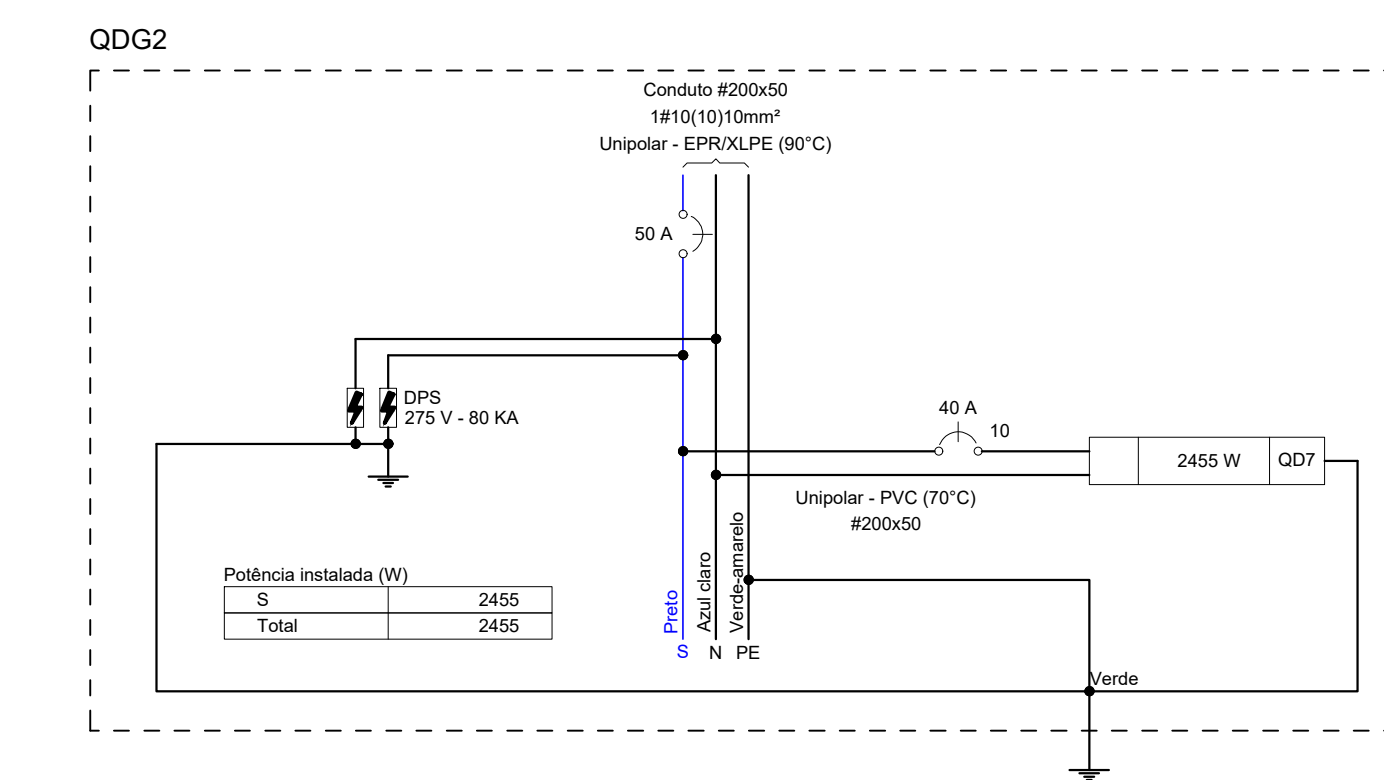 QDG2
Conduto #200x50
1#10(10)10mm²
Unipolar - EPR/XLPE (90°C)
50 A
DPS
275 V - 80 KA
40 A
10
2455 W
QD7
Unipolar - PVC (70°C)
#200x50
Potência instalada (W)
S 2455
Total 2455
Preto
Azul claro
Verde-amarelo
S N PE
Verde